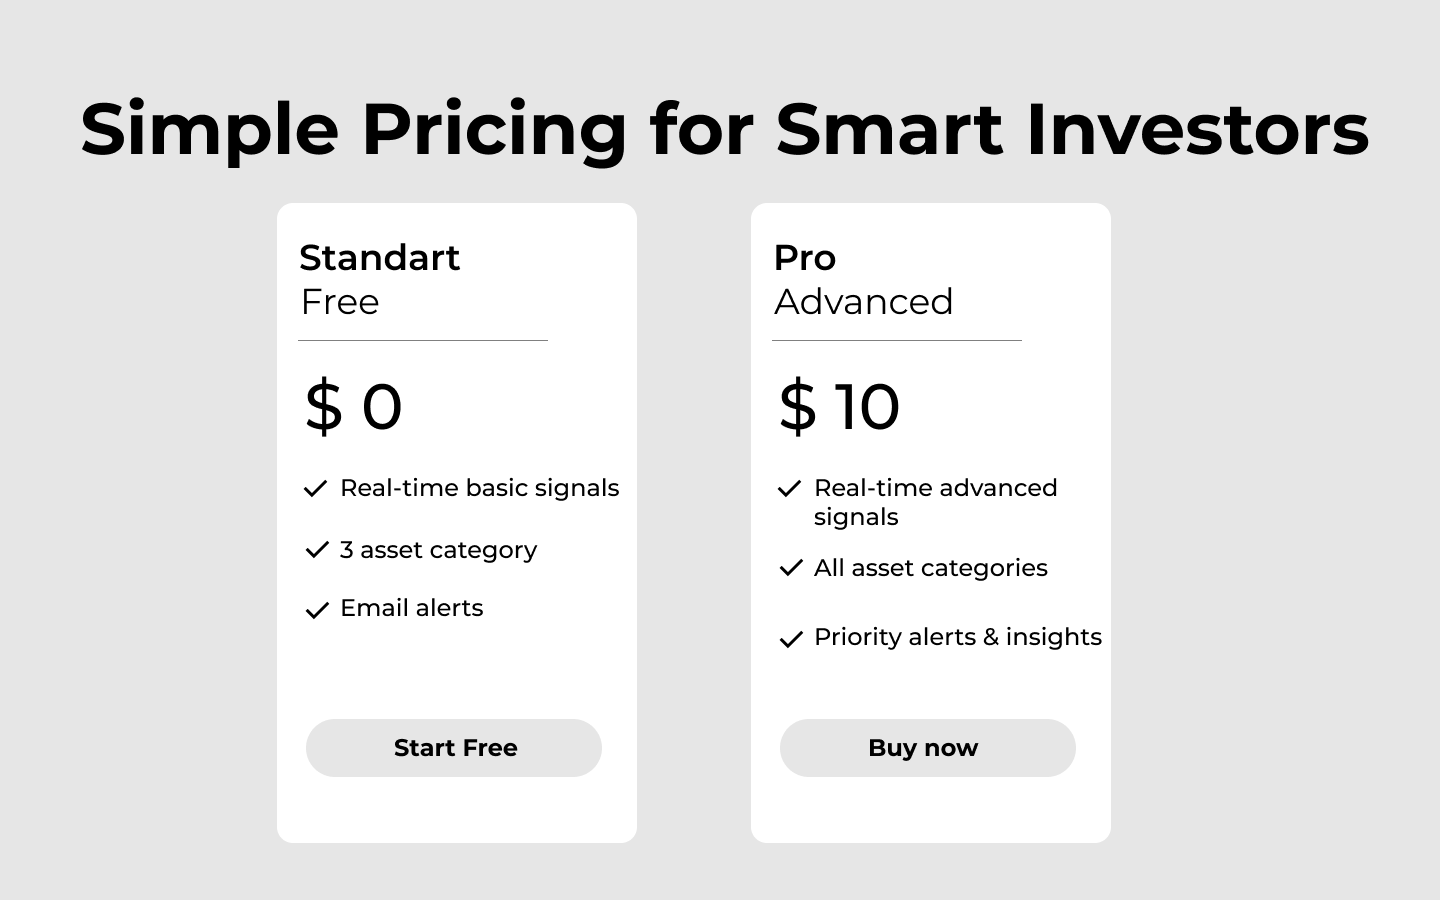 Simple Pricing for Smart Investors
Standart
Free
$ 0
Real-time basic signals
3 asset category
Email alerts
Start Free
Pro
Advanced
$ 10
Real-time advanced
signals
All asset categories
Priority alerts & insights
Buy now